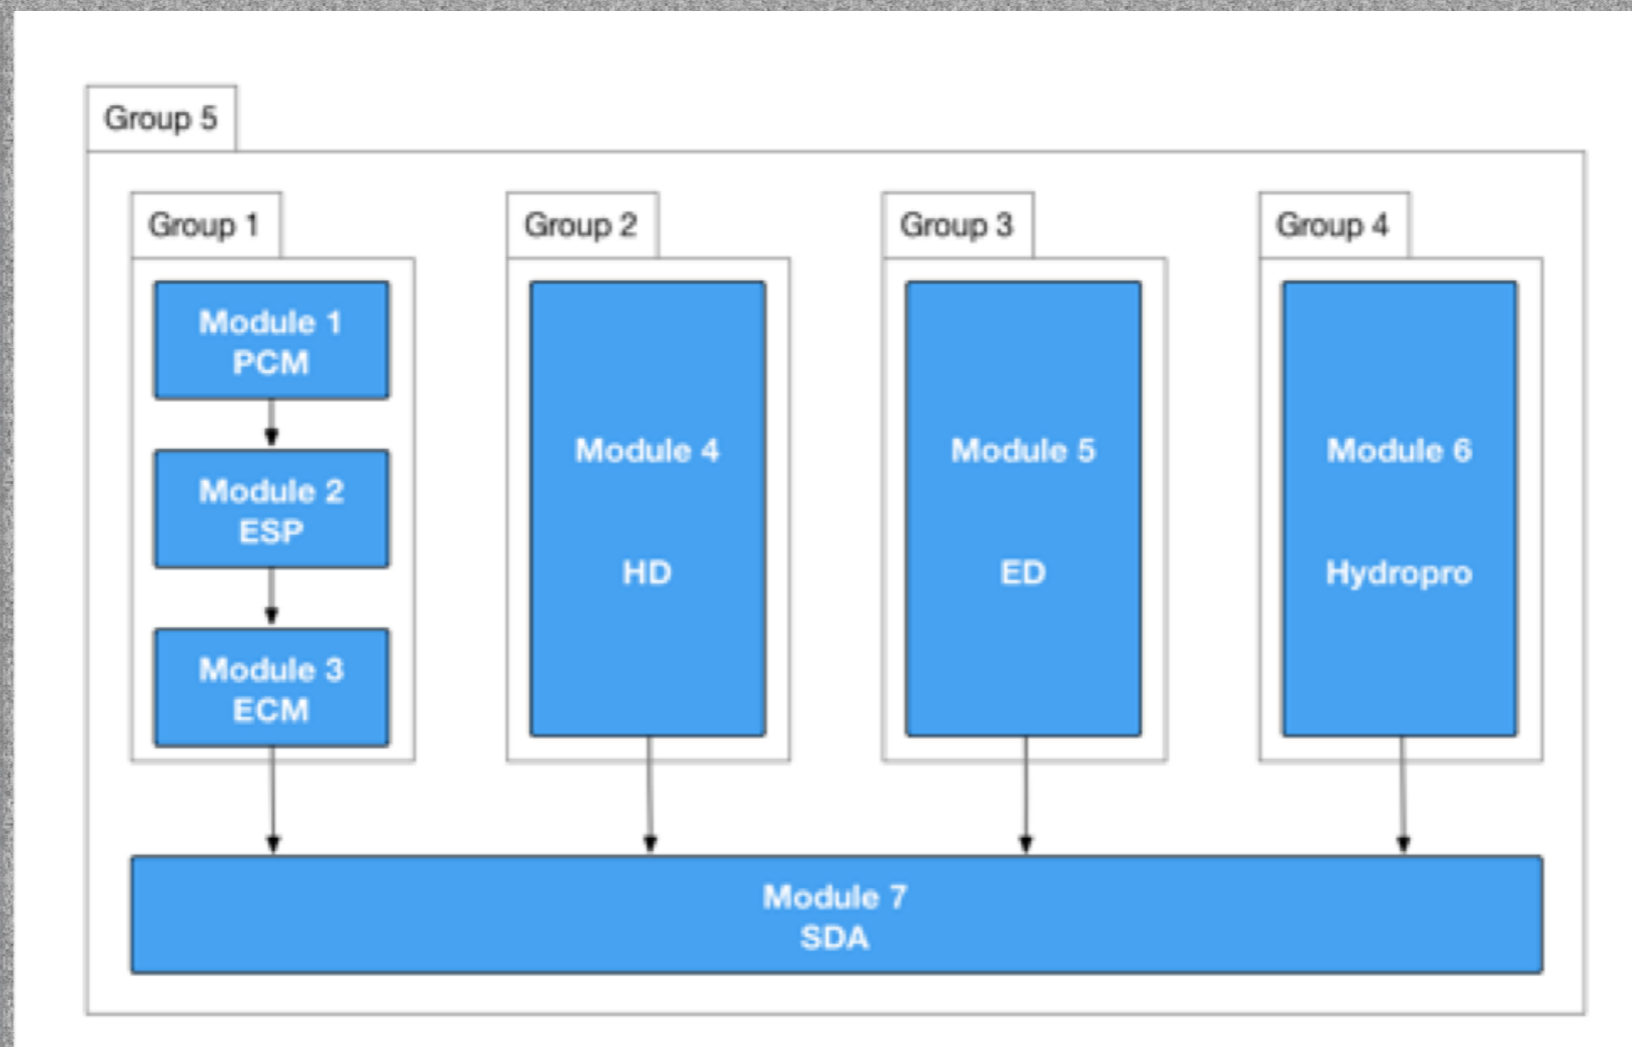 Group 5
Group 1
Module 1
PCM
Module 2
ESP
Module 3
ECM
Group 2
Module 4
HD
Group 3
Module 5
ED
Group 4
Module 6
Hydropro
Module 7
SDA